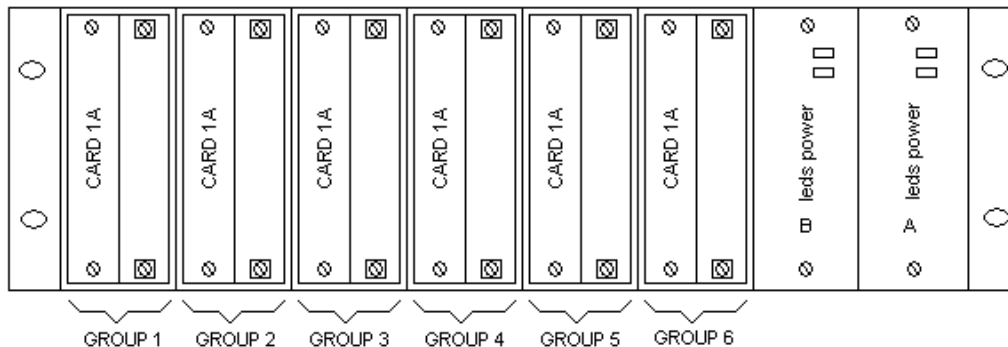 CARD 1A
CARD 1A
CARD 1A
CARD 1A
CARD 1A
CARD 1A
B leds power
A leds power
GROUP 1
GROUP 2
GROUP 3
GROUP 4
GROUP 5
GROUP 6